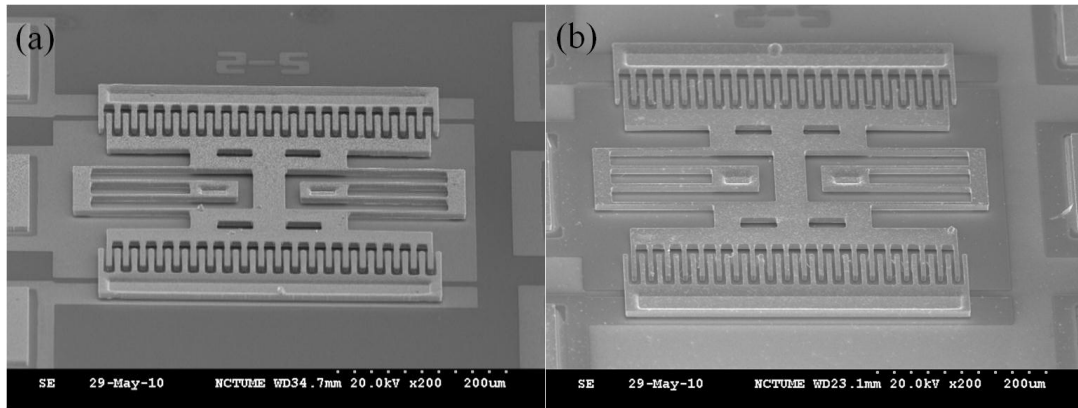 (a)
2-5
SE 29-May-10 NCTUME WD34.7mm 20.0kV x200 200um
(b)
2-5
SE 29-May-10 NCTUME WD23.1mm 20.0kV x200 200um